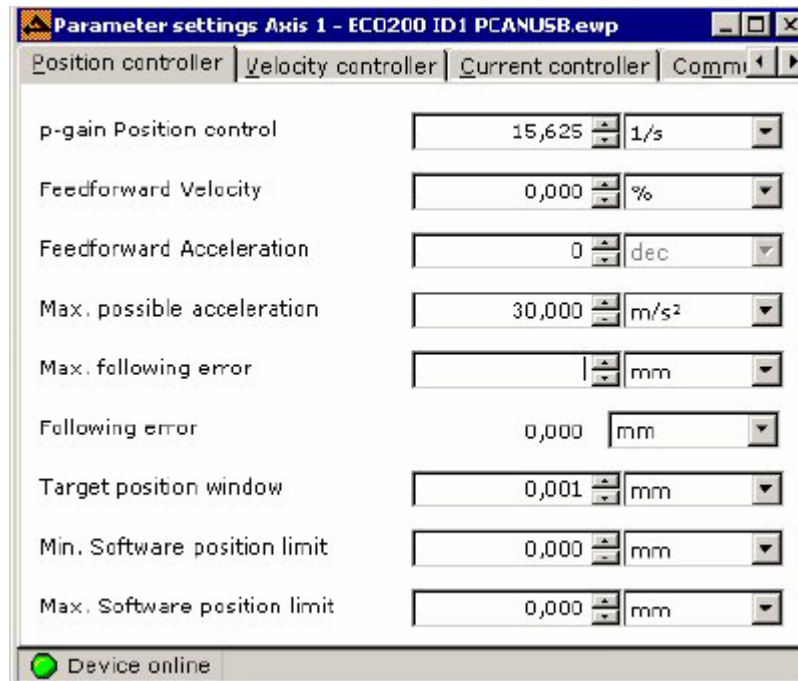 Parameter settings Axis 1 - ECO200 ID1 PCANUSB.ewp
Position controller Velocity controller Current controller Commu
p-gain Position control 15,625 1/s
Feedforward Velocity 0,000 %
Feedforward Acceleration 0 dec
Max. possible acceleration 30,000 m/s²
Max. following error mm
Following error 0,000 mm
Target position window 0,001 mm
Min. Software position limit 0,000 mm
Max. Software position limit 0,000 mm
Device online